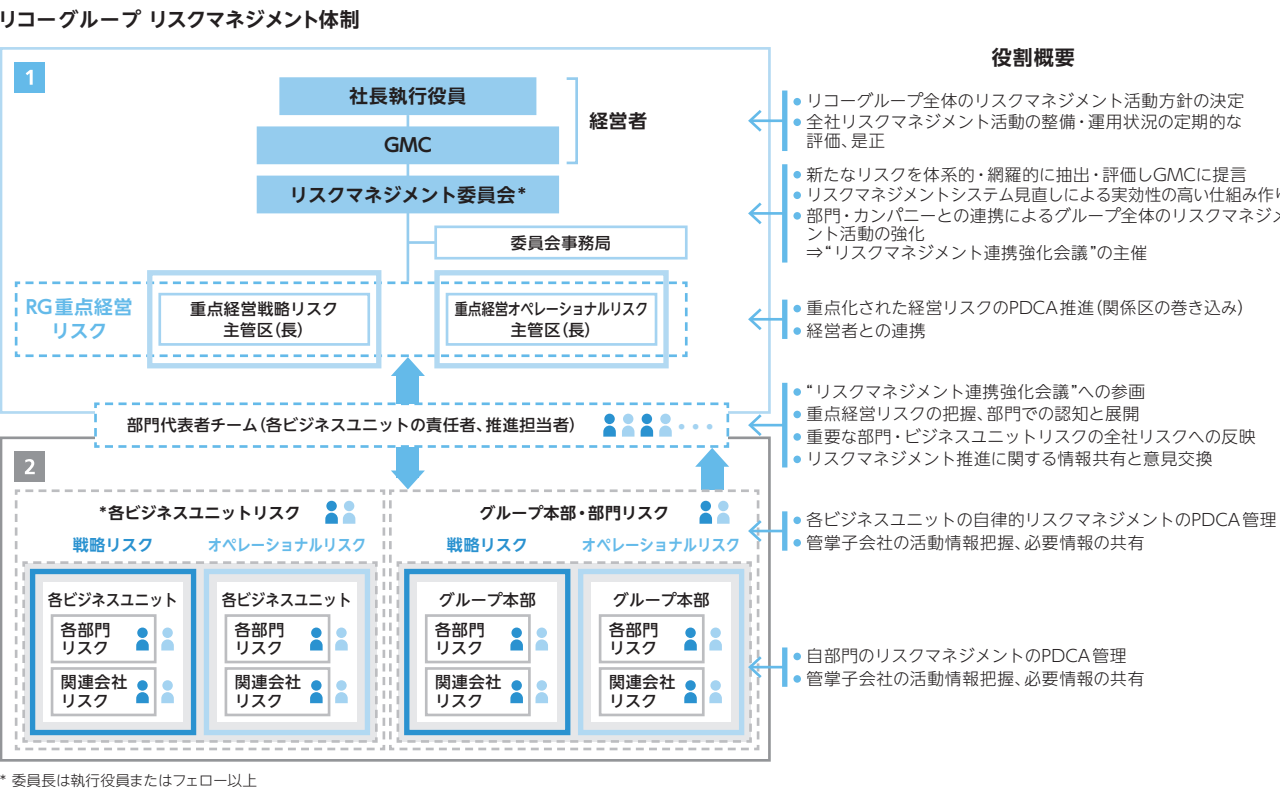 リコーグループ リスクマネジメント体制
1
社長執行役員
GMC
経営者
リスクマネジメント委員会*
委員会事務局
RG重点経営
リスク
重点経営戦略リスク
主管区(長)
重点経営オペレーショナルリスク
主管区(長)
部門代表者チーム(各ビジネスユニットの責任者、推進担当者)
2
*各ビジネスユニットリスク
戦略リスク
オペレーショナルリスク
各ビジネスユニット
各部門
リスク
関連会社
リスク
各ビジネスユニット
各部門
リスク
関連会社
リスク
グループ本部・部門リスク
戦略リスク
オペレーショナルリスク
グループ本部
各部門
リスク
関連会社
リスク
グループ本部
各部門
リスク
関連会社
リスク
役割概要
● リコーグループ全体のリスクマネジメント活動方針の決定
● 全社リスクマネジメント活動の整備・運用状況の定期的な
評価、是正
● 新たなリスクを体系的・網羅的に抽出・評価しGMCに提言
● リスクマネジメントシステム見直しによる実効性の高い仕組み作り
● 部門・カンパニーとの連携によるグループ全体のリスクマネジメ
ント活動の強化
⇒“リスクマネジメント連携強化会議”の主催
● 重点化された経営リスクのPDCA推進(関係区の巻き込み)
● 経営者との連携
● “リスクマネジメント連携強化会議”への参画
● 重点経営リスクの把握、部門での認知と展開
● 重要な部門・ビジネスユニットリスクの全社リスクへの反映
● リスクマネジメント推進に関する情報共有と意見交換
● 各ビジネスユニットの自律的リスクマネジメントのPDCA管理
● 管掌子会社の活動情報把握、必要情報の共有
● 自部門のリスクマネジメントのPDCA管理
● 管掌子会社の活動情報把握、必要情報の共有
* 委員長は執行役員またはフェロー以上